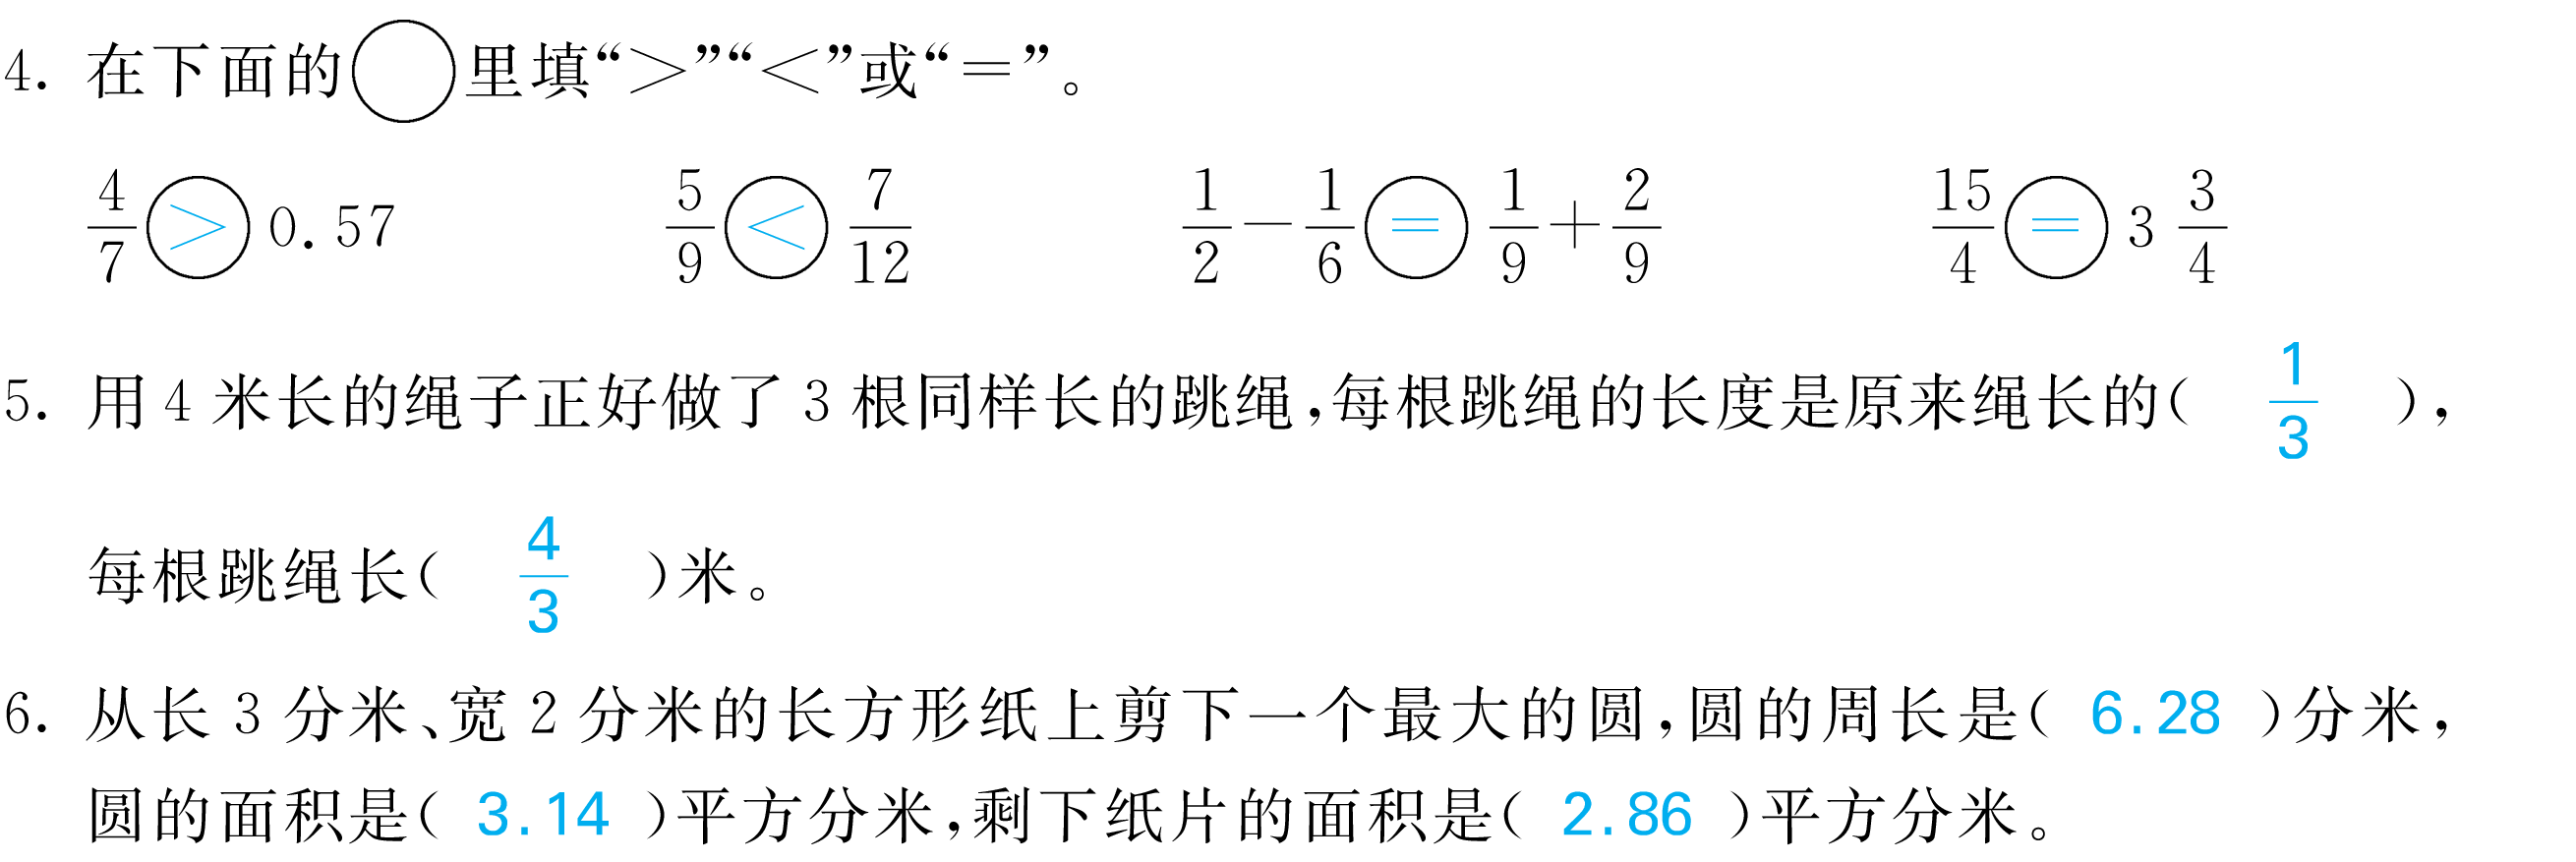 4. 在下面的○里填“>”“<”或“=”。
4/7 > 0.57 5/9 < 7/12 1/2 - 1/6 = 1/9 + 2/9 15/4 = 3 3/4
5. 用 4 米长的绳子正好做了 3 根同样长的跳绳,每根跳绳的长度是原来绳长的( 1/3 ),
每根跳绳长( 4/3 )米。
6. 从长 3 分米、宽 2 分米的长方形纸上剪下一个最大的圆,圆的周长是( 6.28 )分米,
圆的面积是( 3.14 )平方分米,剩下纸片的面积是( 2.86 )平方分米。